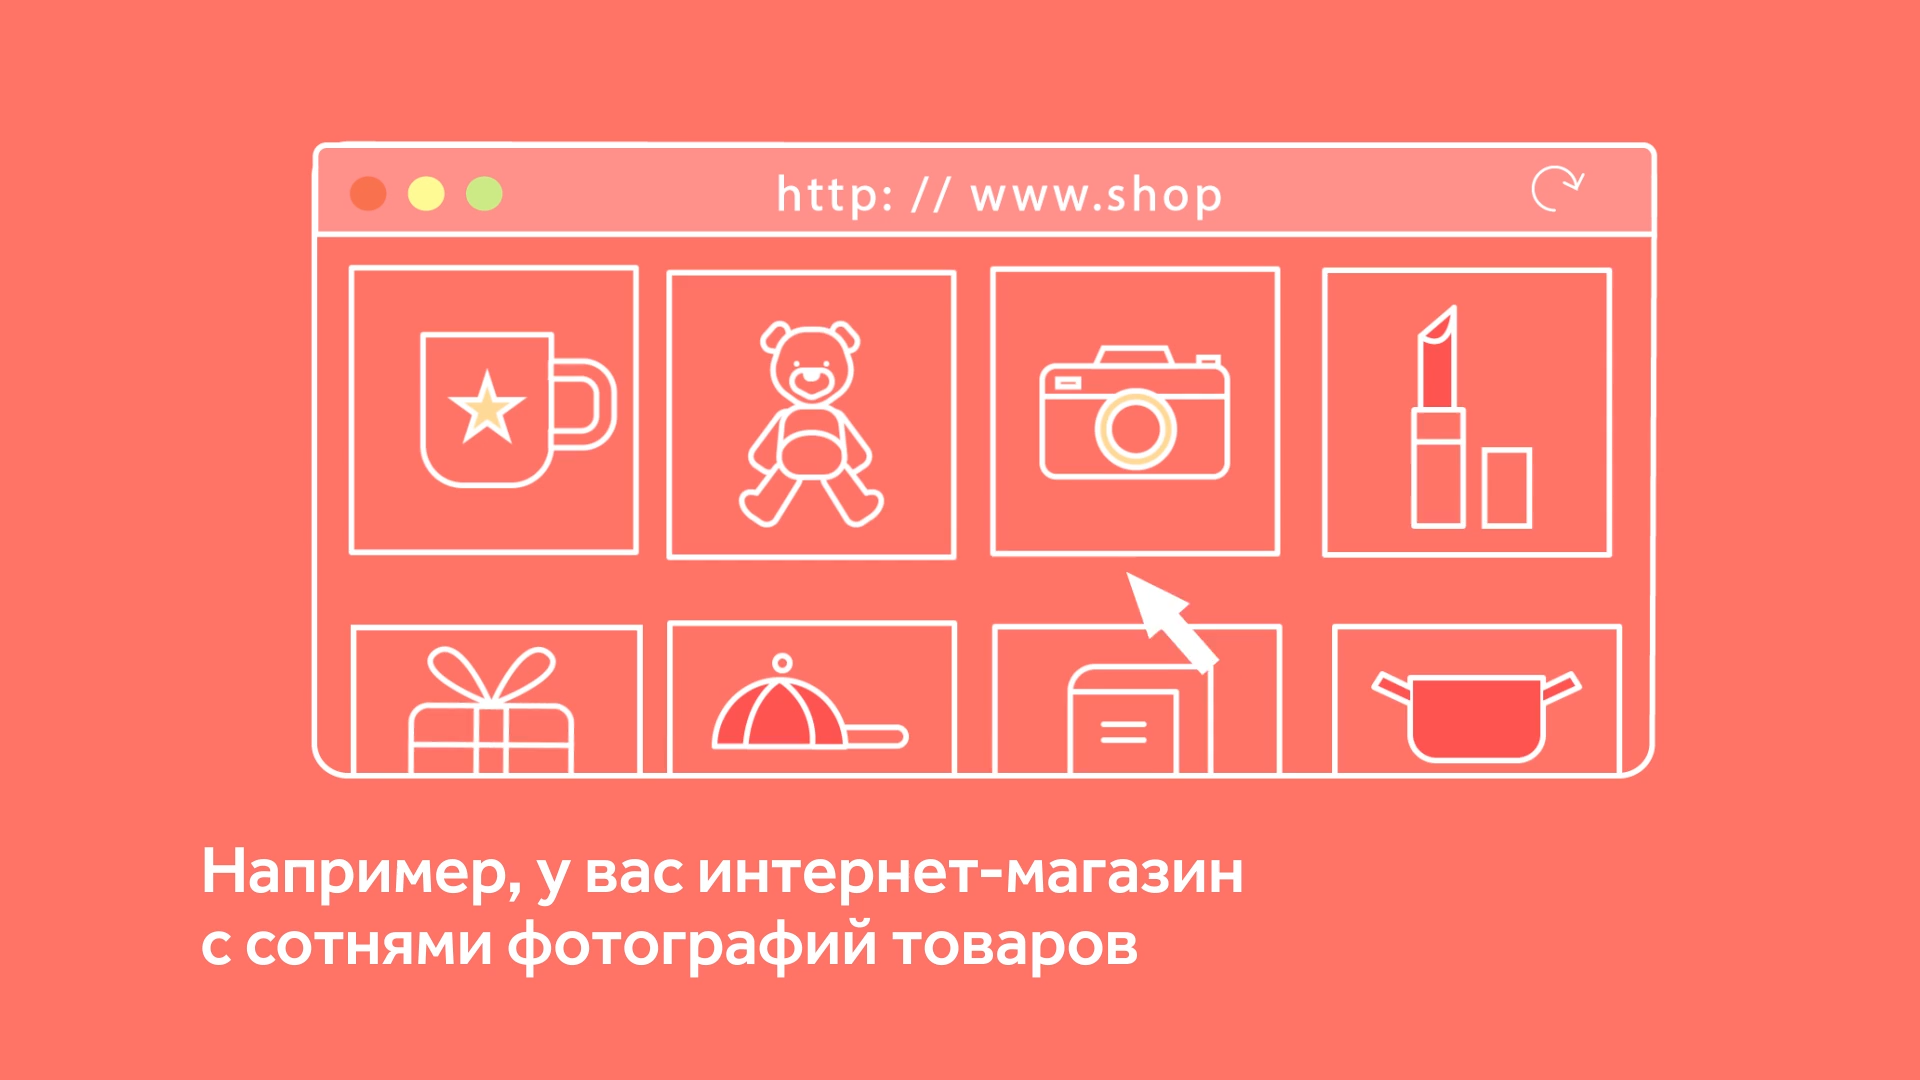 http: // www.shop
Например, у вас интернет-магазин
с сотнями фотографий товаров